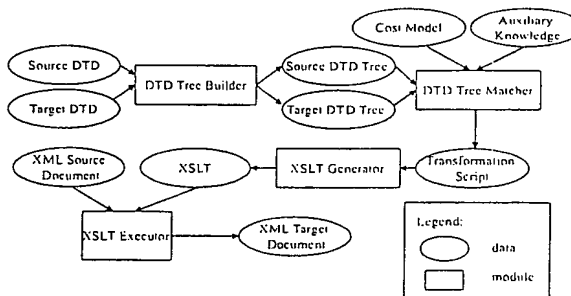 Cost Model
Auxiliary
Knowledge
Source DTD
Target DTD
DTD Tree Builder
Source DTD Tree
Target DTD Tree
DTD Tree Matcher
XML Source
Document
XSLT
XSLT Generator
Transformation
Script
XSLT Executor
XML Target
Document
Legend:
data
module